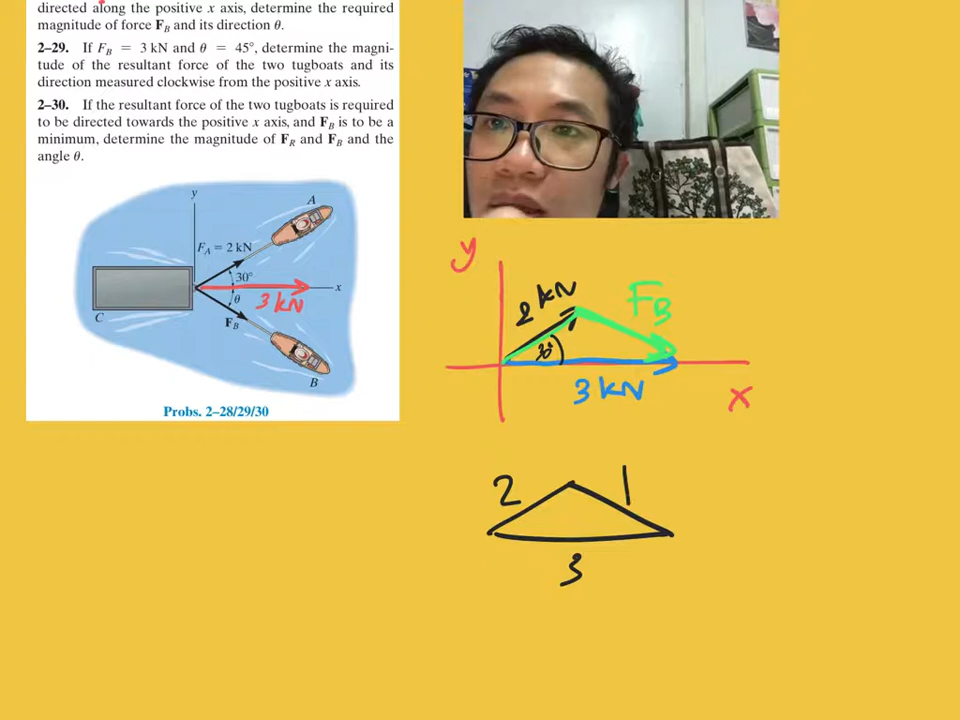 directed along the positive x axis, determine the required
magnitude of force F_B and its direction θ.
2–29. If F_B = 3 kN and θ = 45°, determine the magni-
tude of the resultant force of the two tugboats and its
direction measured clockwise from the positive x axis.
2–30. If the resultant force of the two tugboats is required
to be directed towards the positive x axis, and F_B is to be a
minimum, determine the magnitude of F_R and F_B and the
angle θ.
y
A
F_A = 2 kN
30°
x
θ
3 kN
F_B
C
B
Probs. 2–28/29/30
y
2 kN
F_B
30°
3 kN
x
2
1
3